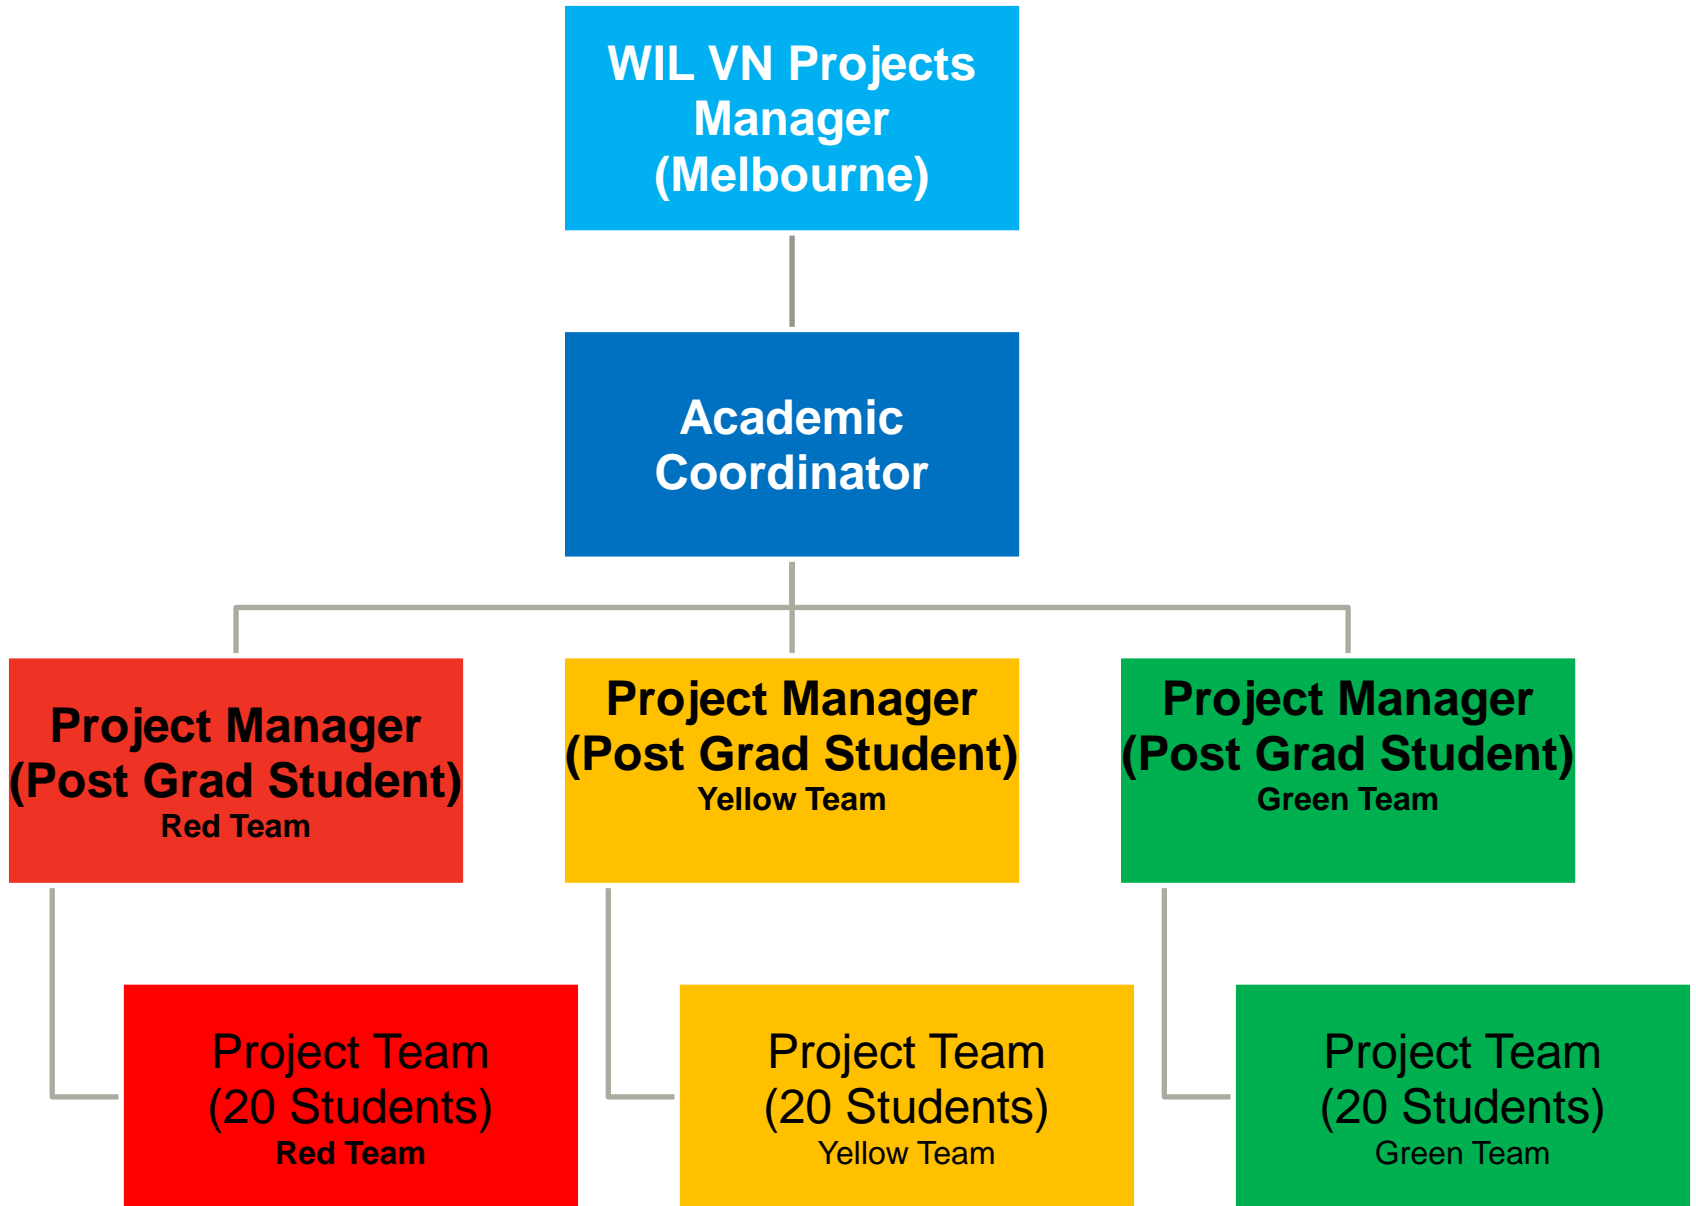 WIL VN Projects
Manager
(Melbourne)
Academic
Coordinator
Project Manager
(Post Grad Student)
Red Team
Project Manager
(Post Grad Student)
Yellow Team
Project Manager
(Post Grad Student)
Green Team
Project Team
(20 Students)
Red Team
Project Team
(20 Students)
Yellow Team
Project Team
(20 Students)
Green Team